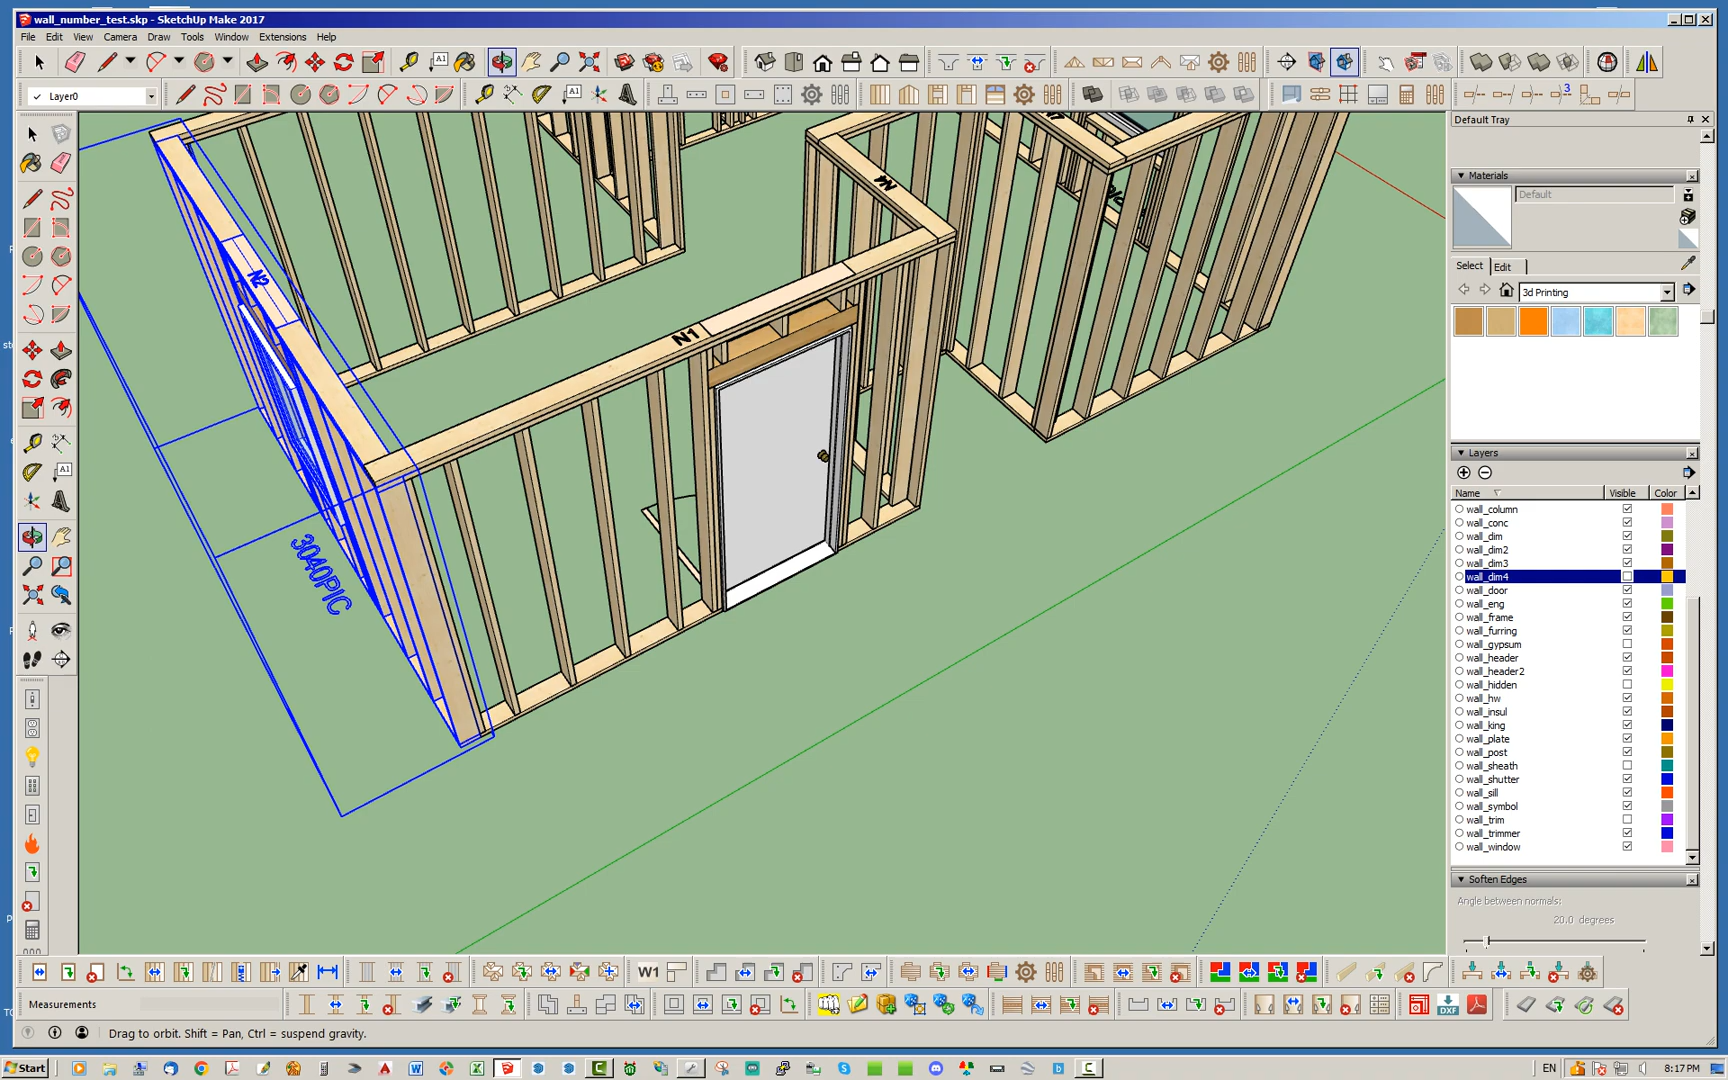 wall_number_test.skp - SketchUp Make 2017
File Edit View Camera Draw Tools Window Extensions Help
Layer0
Default Tray
Materials
Default
Select Edit
3d Printing
Layers
Name Visible Color
wall_column
wall_conc
wall_dim
wall_dim2
wall_dim3
wall_dim4
wall_door
wall_eng
wall_frame
wall_furring
wall_gypsum
wall_header
wall_header2
wall_hidden
wall_hw
wall_insul
wall_king
wall_plate
wall_post
wall_sheath
wall_shutter
wall_sill
wall_symbol
wall_trim
wall_trimmer
wall_window
Soften Edges
Angle between normals:
20.0 degrees
N2
N1
N4
3040PIC
W1
DXF
Measurements
Drag to orbit. Shift = Pan, Ctrl = suspend gravity.
Start
EN
8:17 PM